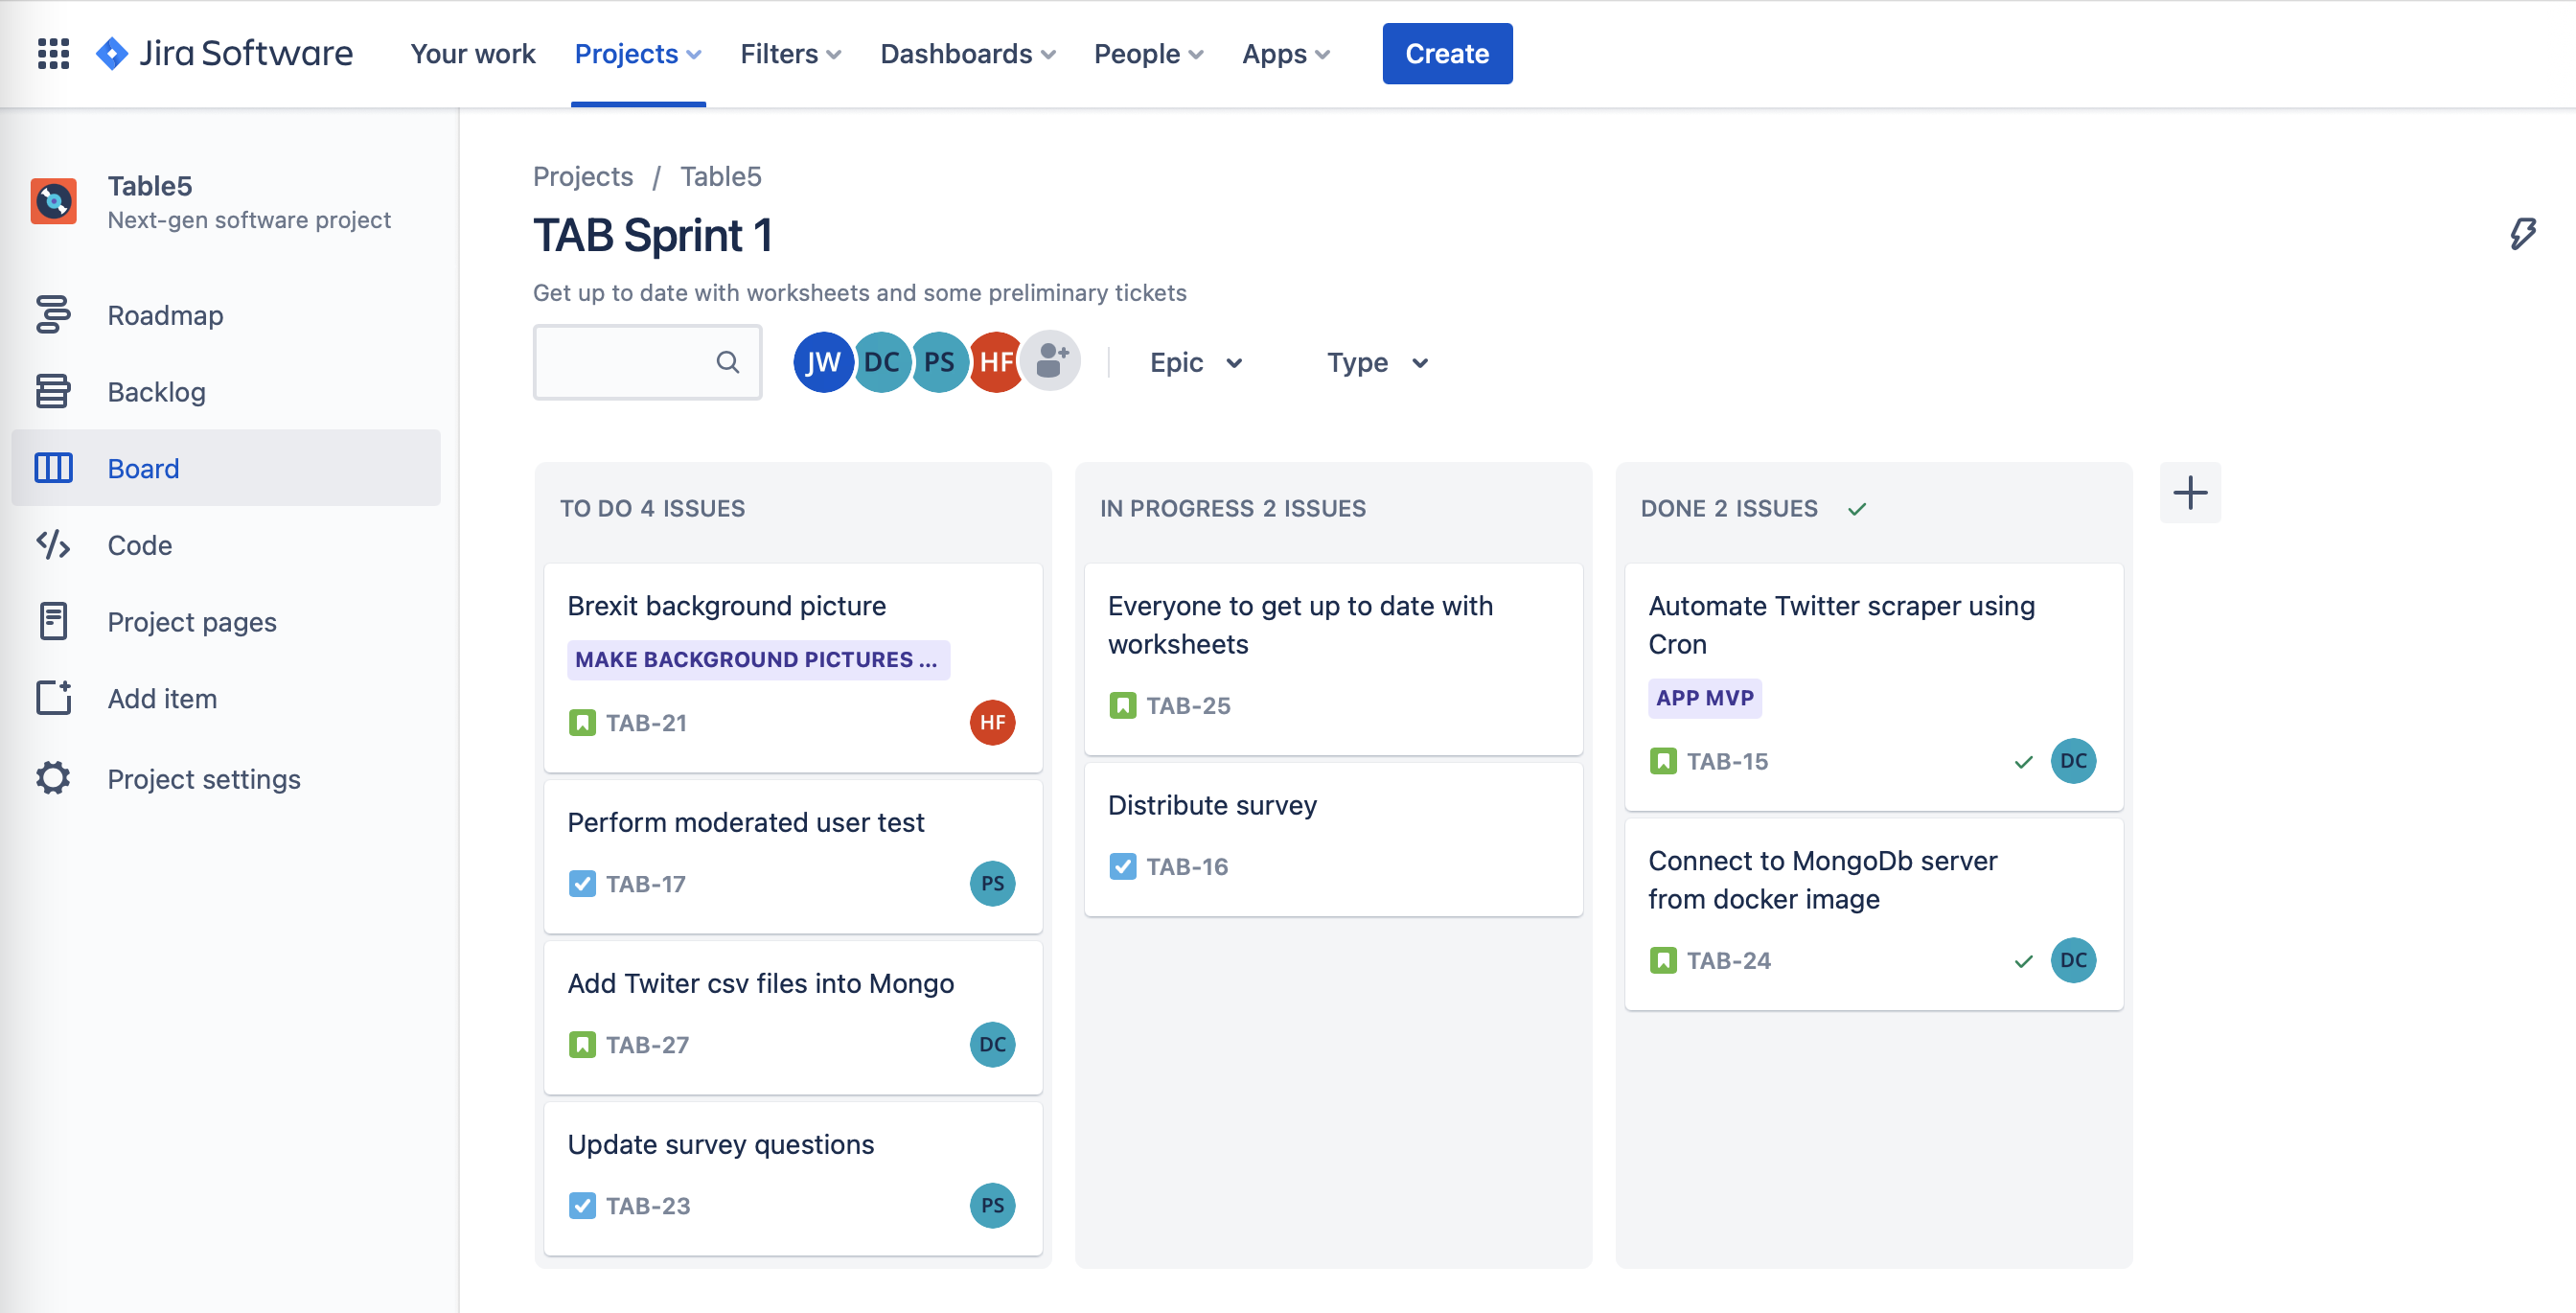 Jira Software
Your work
Projects
Filters
Dashboards
People
Apps
Create
Table5
Next-gen software project
Roadmap
Backlog
Board
Code
Project pages
Add item
Project settings
Projects / Table5
TAB Sprint 1
Get up to date with worksheets and some preliminary tickets
JW
DC
PS
HF
Epic
Type
TO DO 4 ISSUES
Brexit background picture
MAKE BACKGROUND PICTURES ...
TAB-21
HF
Perform moderated user test
TAB-17
PS
Add Twiter csv files into Mongo
TAB-27
DC
Update survey questions
TAB-23
PS
IN PROGRESS 2 ISSUES
Everyone to get up to date with
worksheets
TAB-25
Distribute survey
TAB-16
DONE 2 ISSUES
Automate Twitter scraper using
Cron
APP MVP
TAB-15
DC
Connect to MongoDb server
from docker image
TAB-24
DC